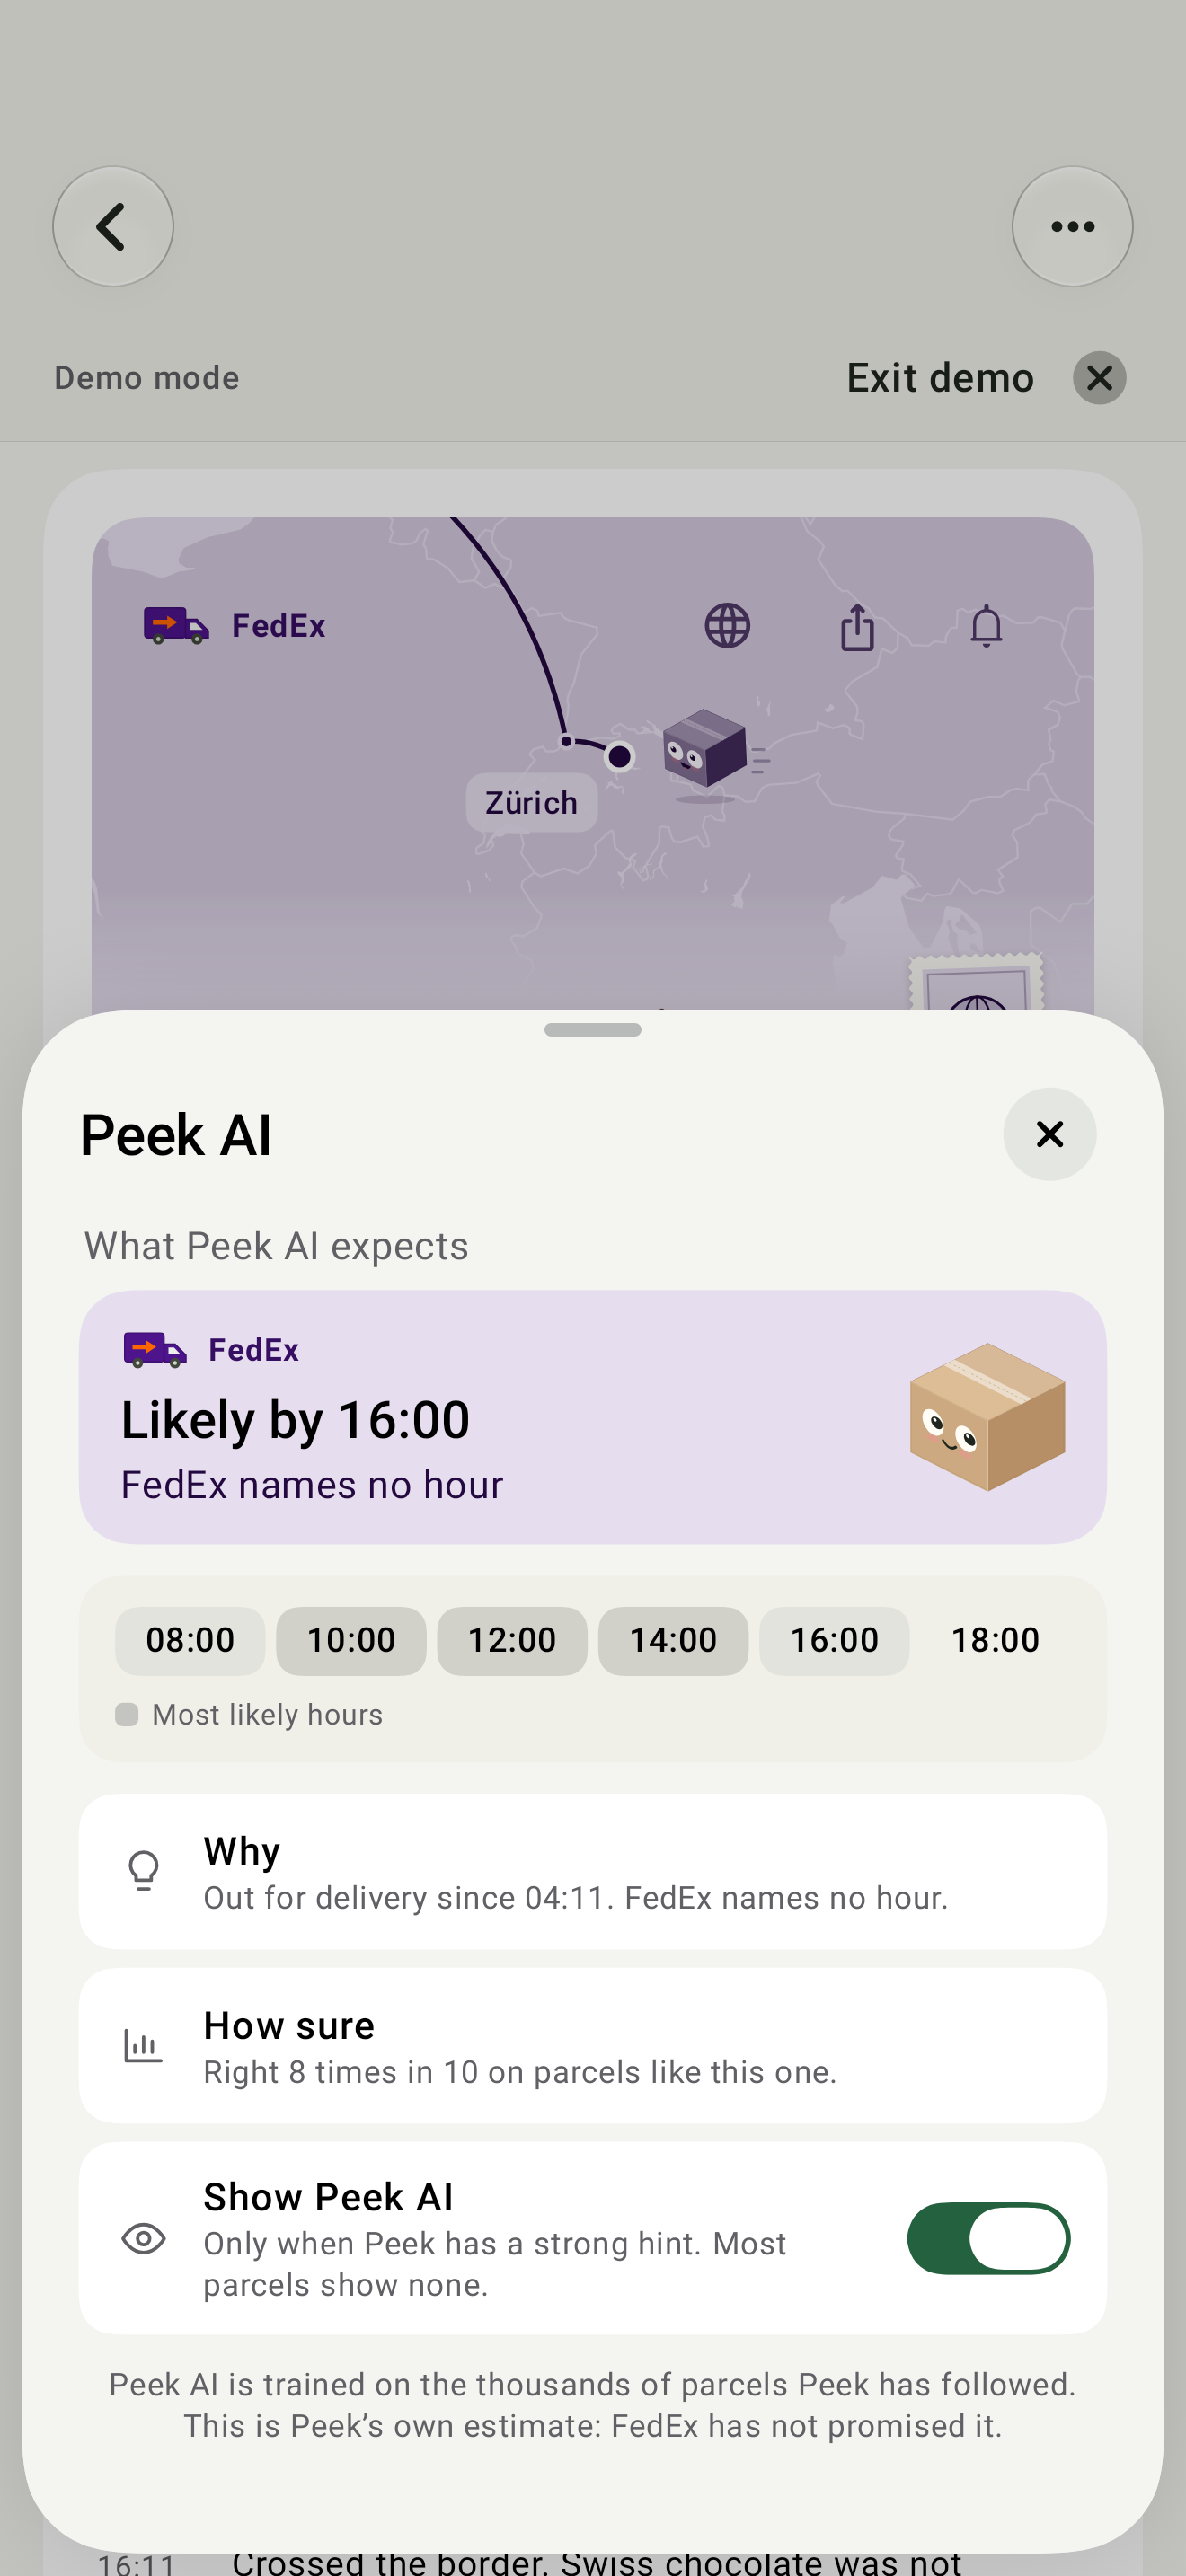 Demo mode
Exit demo
FedEx
Zürich
Peek AI
What Peek AI expects
FedEx
Likely by 16:00
FedEx names no hour
08:00 10:00 12:00 14:00 16:00 18:00
Most likely hours
Why
Out for delivery since 04:11. FedEx names no hour.
How sure
Right 8 times in 10 on parcels like this one.
Show Peek AI
Only when Peek has a strong hint. Most
parcels show none.
Peek AI is trained on the thousands of parcels Peek has followed.
This is Peek’s own estimate: FedEx has not promised it.
16:11 Crossed the border. Swiss chocolate was not